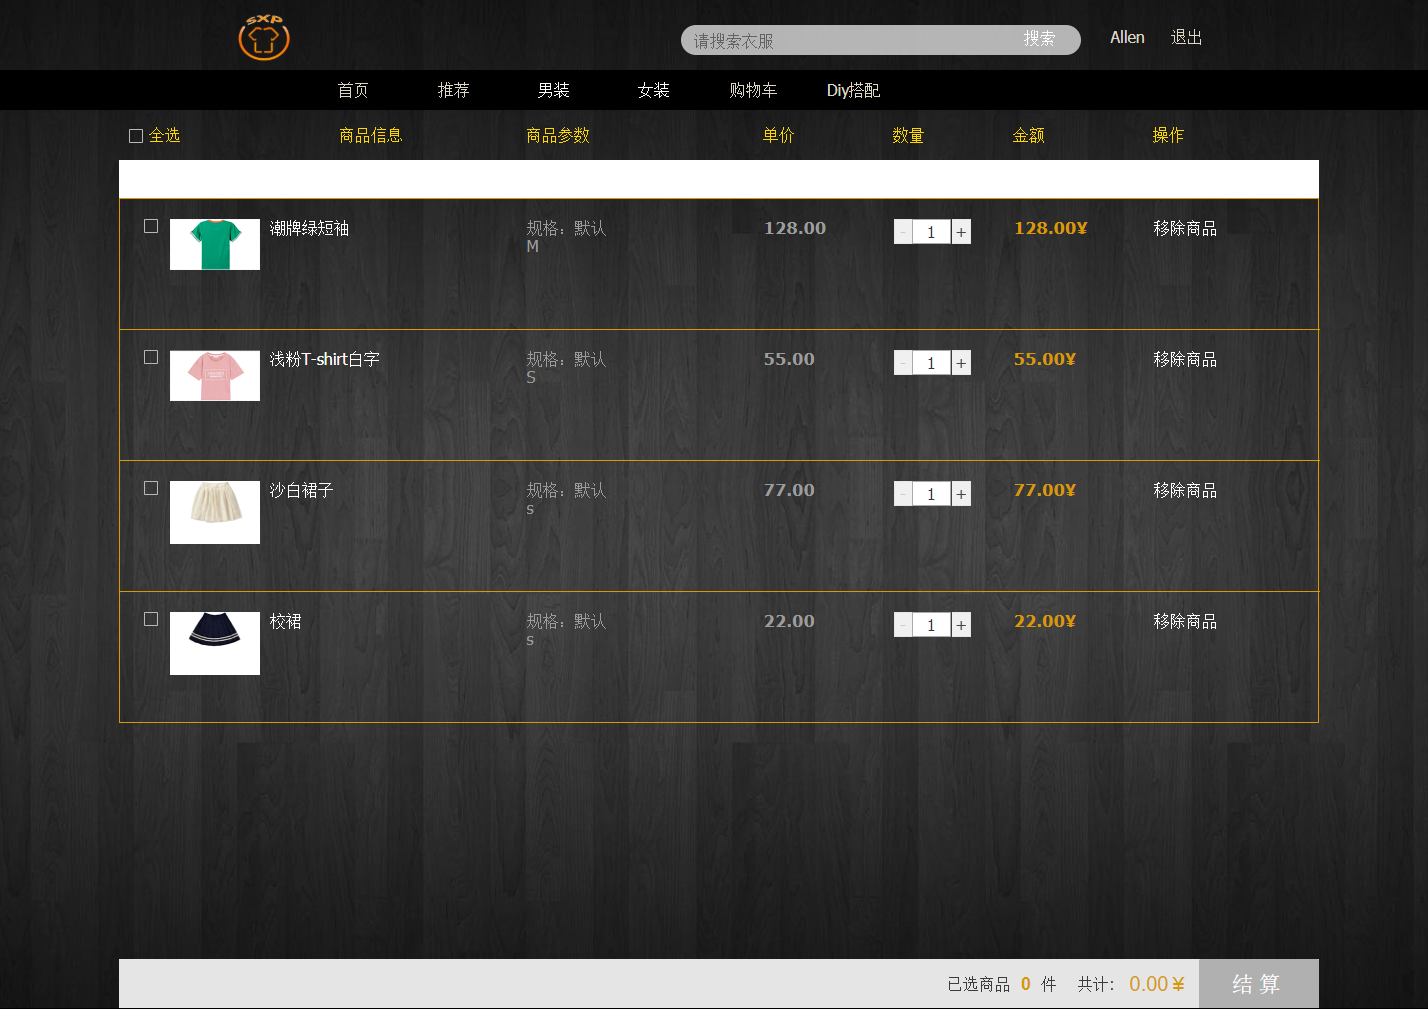 SXP
请搜索衣服 搜索 Allen 退出
首页 推荐 男装 女装 购物车 Diy搭配
全选 商品信息 商品参数 单价 数量 金额 操作
潮牌绿短袖 规格：默认 128.00 - 1 + 128.00¥ 移除商品
M
浅粉T-shirt白字 规格：默认 55.00 - 1 + 55.00¥ 移除商品
S
沙白裙子 规格：默认 77.00 - 1 + 77.00¥ 移除商品
s
校裙 规格：默认 22.00 - 1 + 22.00¥ 移除商品
s
已选商品 0 件 共计： 0.00¥ 结算